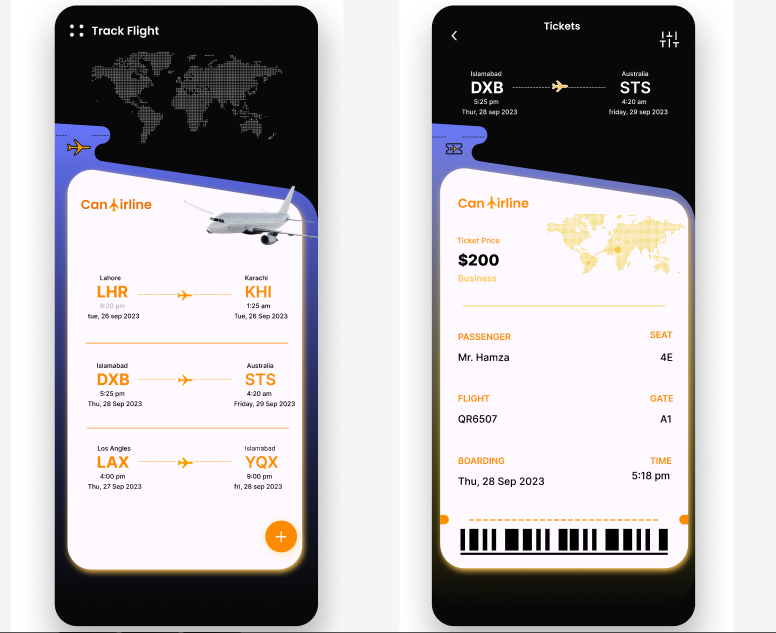 Track Flight
Can irline
Lahore
Karachi
LHR
KHI
9:20 pm
1:25 am
tue, 26 sep 2023
Tue, 26 sep 2023
Islamabad
Australia
DXB
STS
5:25 pm
4:20 am
Thu, 28 Sep 2023
Friday, 29 Sep 2023
Los Angles
Islamabad
LAX
YQX
4:00 pm
9:00 pm
Thu, 27 Sep 2023
fri, 28 sep 2023
Tickets
Islamabad
Australia
DXB
STS
5:25 pm
4:20 am
Thur, 28 sep 2023
friday, 29 sep 2023
Can irline
Ticket Price
$200
Business
PASSENGER
SEAT
Mr. Hamza
4E
FLIGHT
GATE
QR6507
A1
BOARDING
TIME
Thu, 28 Sep 2023
5:18 pm